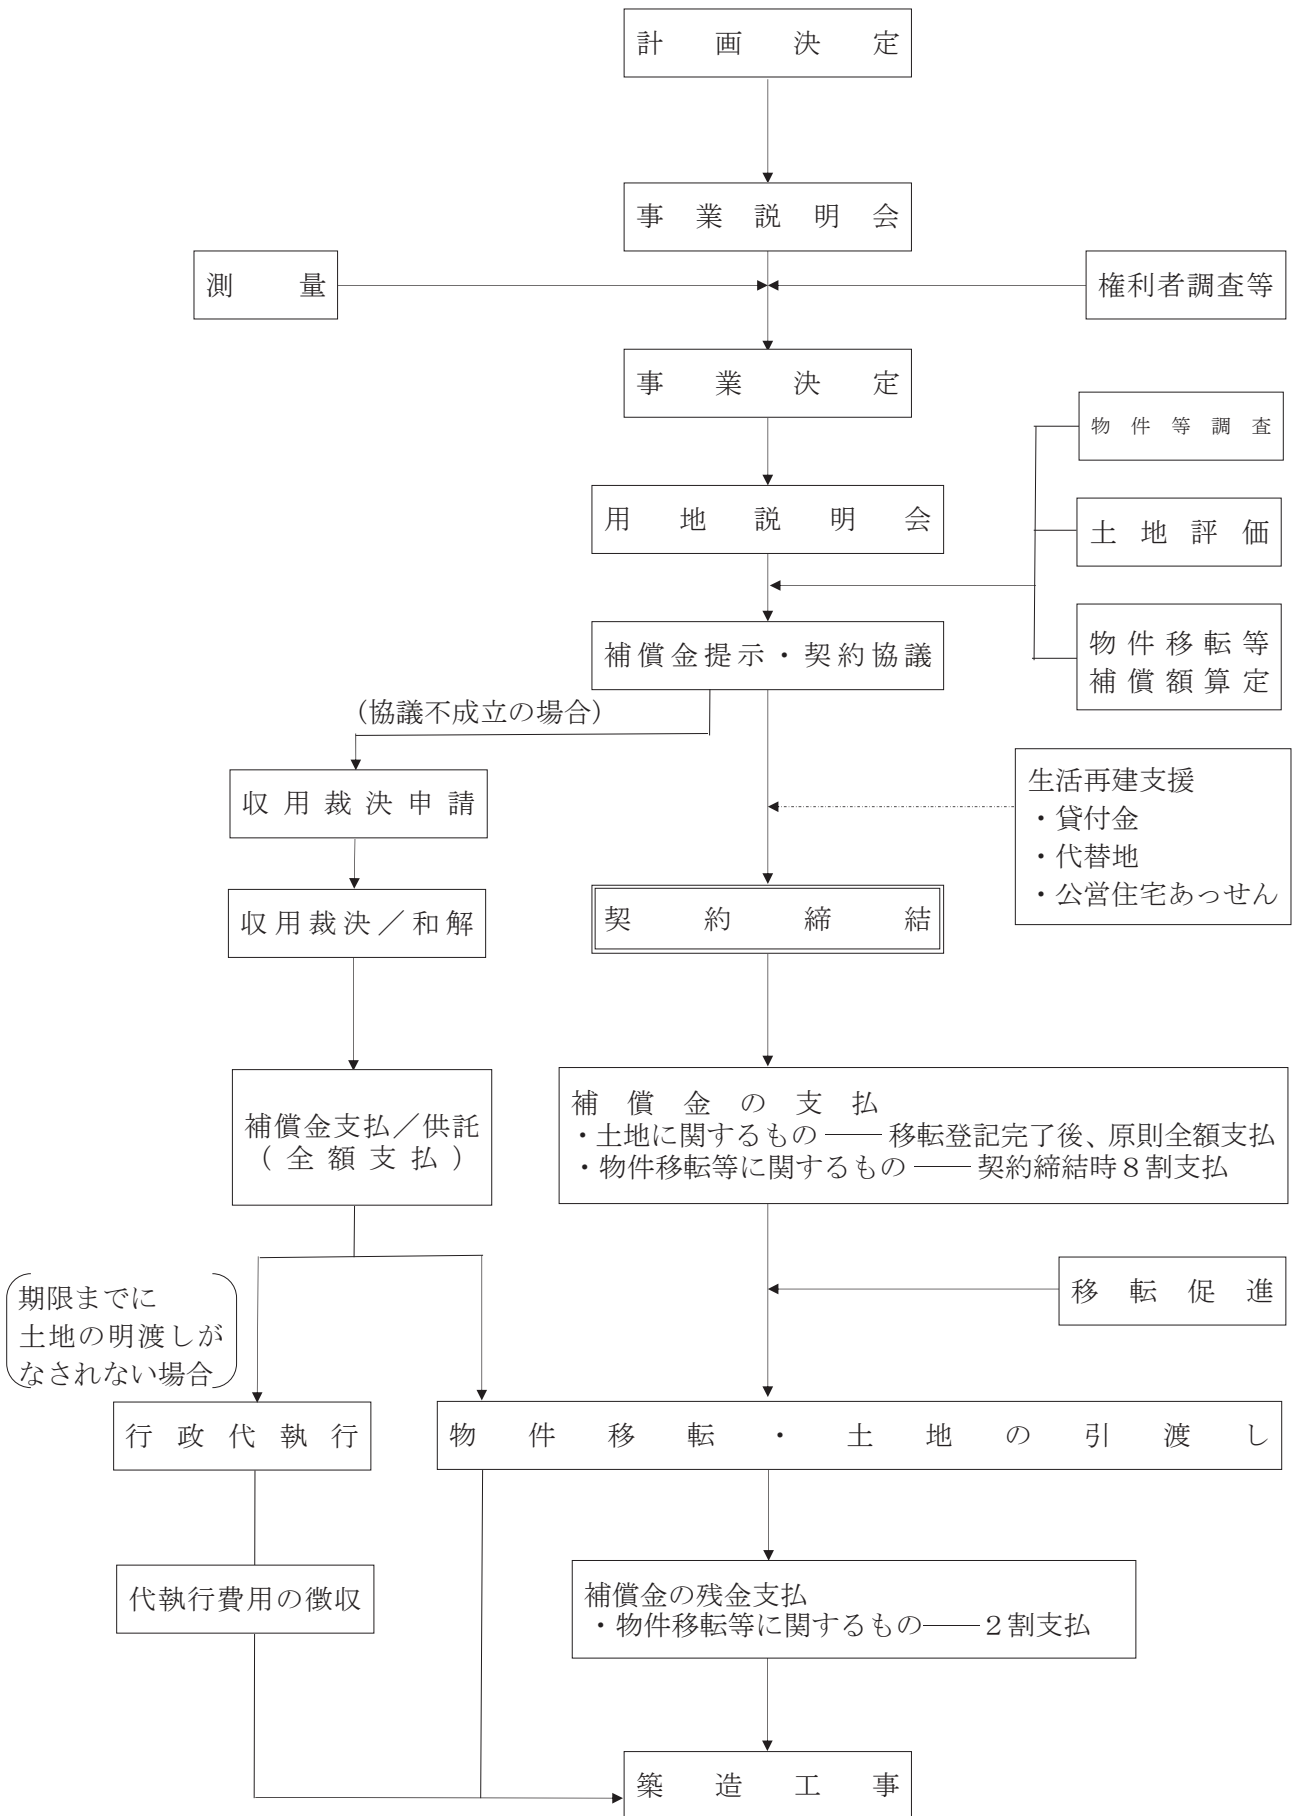 計画決定
事業説明会
測量
権利者調査等
事業決定
物件等調査
用地説明会
土地評価
物件移転等
補償額算定
補償金提示・契約協議
(協議不成立の場合)
収用裁決申請
生活再建支援
・貸付金
・代替地
・公営住宅あっせん
収用裁決／和解
契約締結
補償金支払／供託
(全額支払)
補償金の支払
・土地に関するもの ―― 移転登記完了後、原則全額支払
・物件移転等に関するもの ―― 契約締結時８割支払
期限までに
土地の明渡しが
なされない場合
移転促進
行政代執行
物件移転・土地の引渡し
代執行費用の徴収
補償金の残金支払
・物件移転等に関するもの――２割支払
築造工事